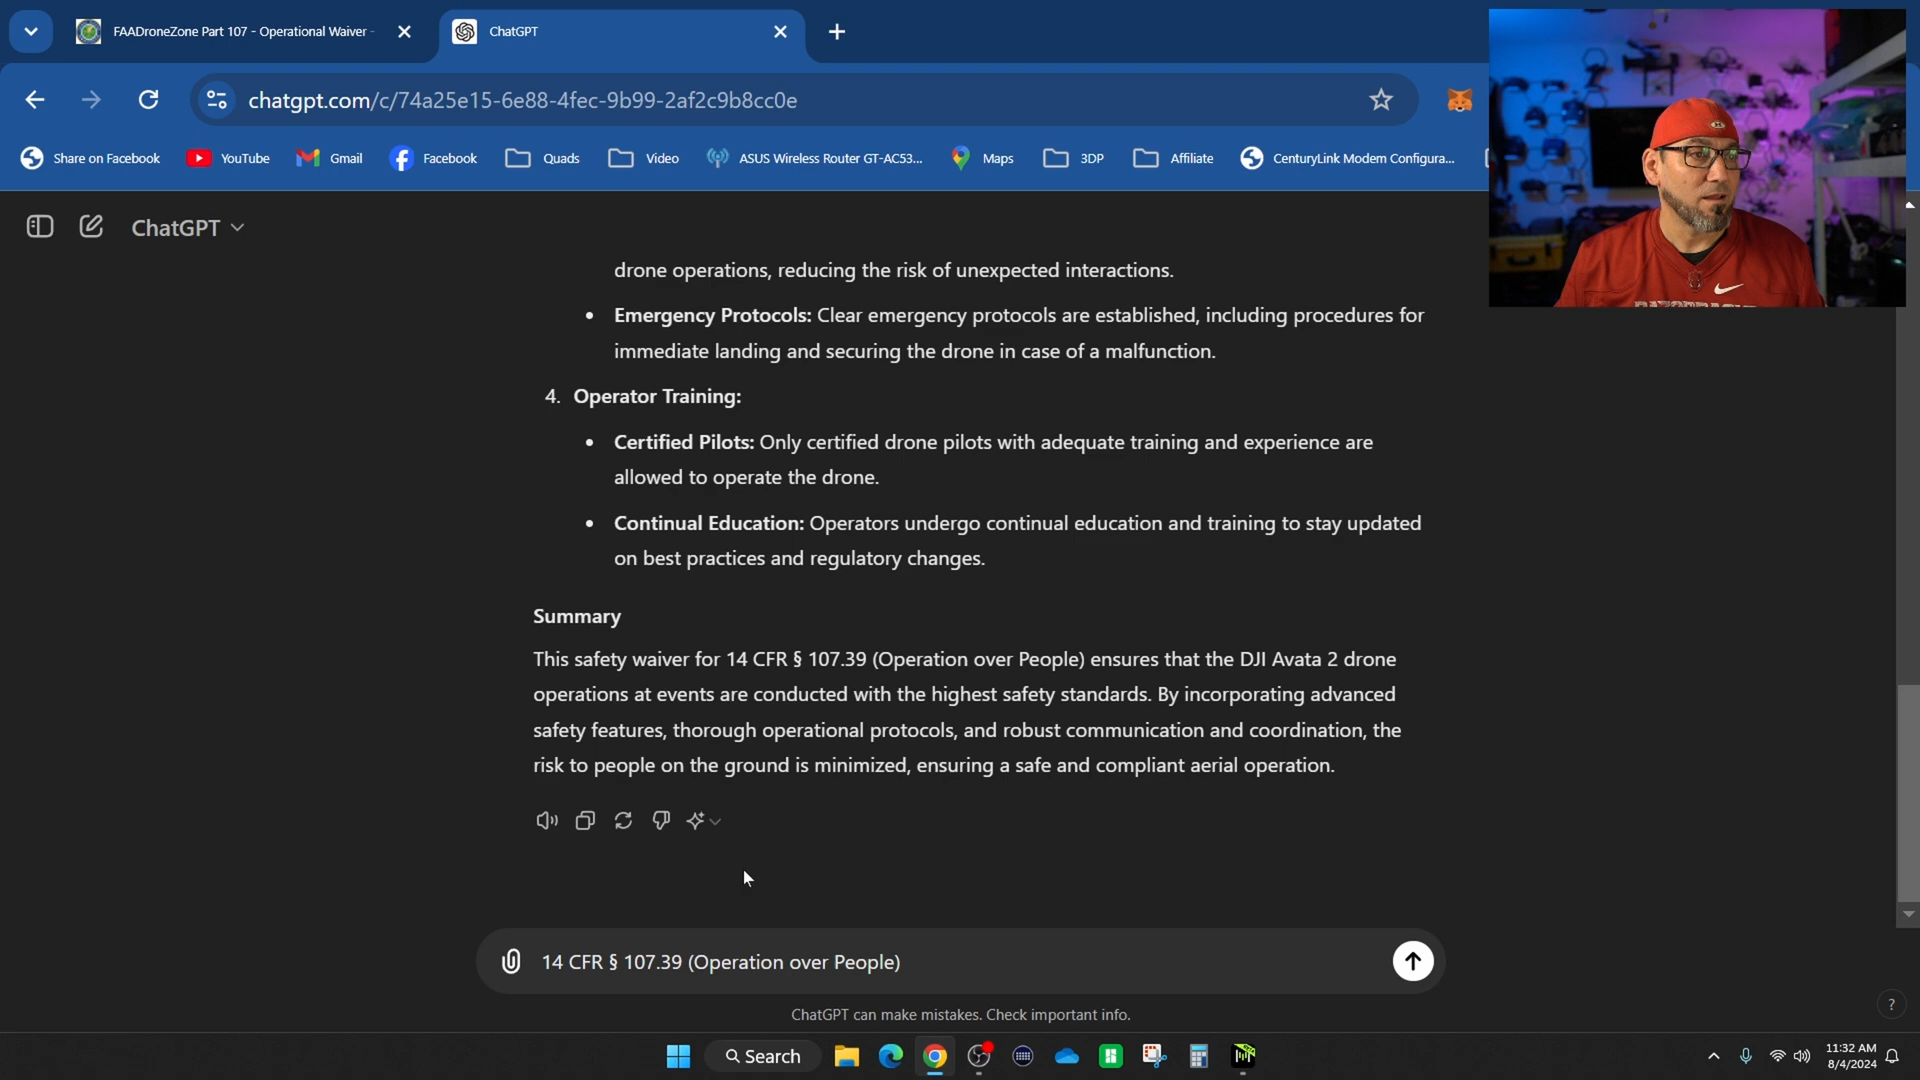 FAADroneZone Part 107 - Operational Waiver -
ChatGPT
chatgpt.com/c/74a25e15-6e88-4fec-9b99-2af2c9b8cc0e
Share on Facebook
YouTube
Gmail
Facebook
Quads
Video
ASUS Wireless Router GT-AC53...
Maps
3DP
Affiliate
CenturyLink Modem Configura...
ChatGPT
drone operations, reducing the risk of unexpected interactions.
• Emergency Protocols: Clear emergency protocols are established, including procedures for
immediate landing and securing the drone in case of a malfunction.
4. Operator Training:
• Certified Pilots: Only certified drone pilots with adequate training and experience are
allowed to operate the drone.
• Continual Education: Operators undergo continual education and training to stay updated
on best practices and regulatory changes.
Summary
This safety waiver for 14 CFR § 107.39 (Operation over People) ensures that the DJI Avata 2 drone
operations at events are conducted with the highest safety standards. By incorporating advanced
safety features, thorough operational protocols, and robust communication and coordination, the
risk to people on the ground is minimized, ensuring a safe and compliant aerial operation.
14 CFR § 107.39 (Operation over People)
ChatGPT can make mistakes. Check important info.
?
Search
11:32 AM
8/4/2024